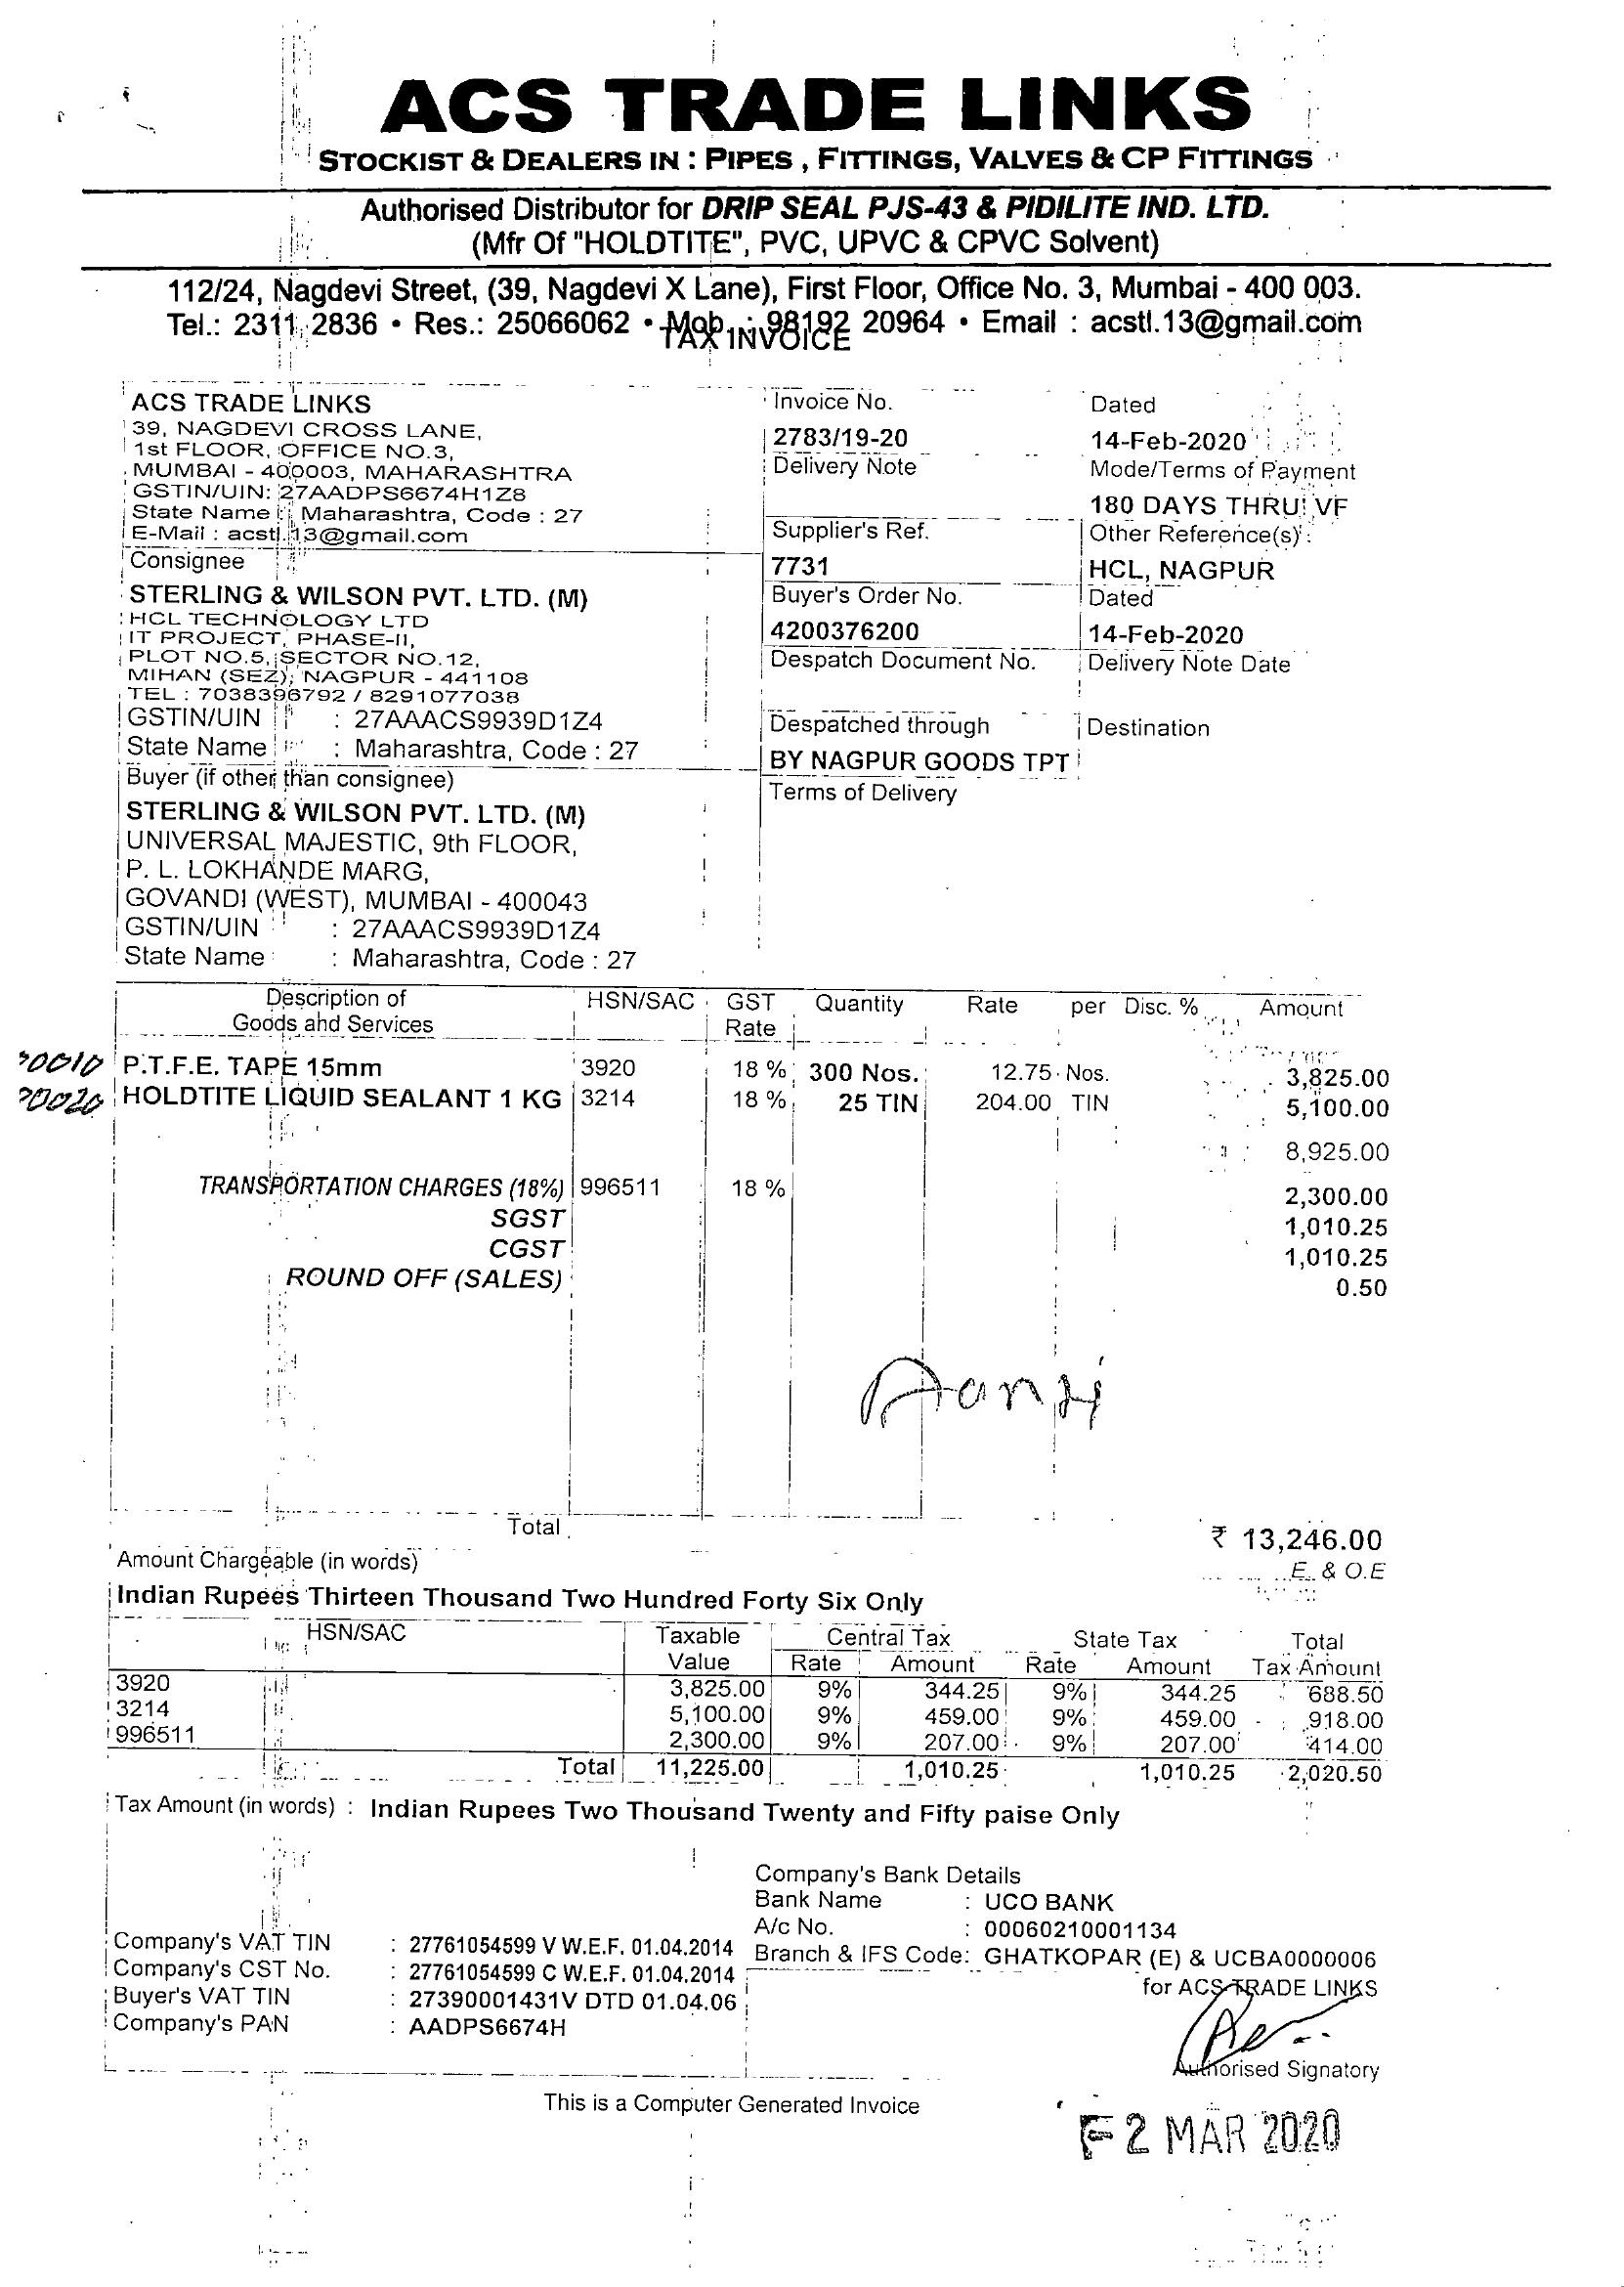 ACS TRADE LINKS
STOCKIST & DEALERS IN : PIPES , FITTINGS, VALVES & CP FITTINGS
Authorised Distributor for DRIP SEAL PJS-43 & PIDILITE IND. LTD.
(Mfr Of "HOLDTITE", PVC, UPVC & CPVC Solvent)
112/24, Nagdevi Street, (39, Nagdevi X Lane), First Floor, Office No. 3, Mumbai - 400 003.
Tel.: 2311 2836 • Res.: 25066062 • Mob. : 98192 20964 • Email : acstl.13@gmail.com
TAX INVOICE
ACS TRADE LINKS
39, NAGDEVI CROSS LANE,
1st FLOOR, OFFICE NO.3,
MUMBAI - 400003, MAHARASHTRA
GSTIN/UIN: 27AADPS6674H1Z8
State Name : Maharashtra, Code : 27
E-Mail : acstl.13@gmail.com
Invoice No. Dated
2783/19-20 14-Feb-2020
Delivery Note Mode/Terms of Payment
180 DAYS THRU VF
Supplier's Ref. Other Reference(s)
7731 HCL, NAGPUR
Buyer's Order No. Dated
4200376200 14-Feb-2020
Despatch Document No. Delivery Note Date
Despatched through Destination
BY NAGPUR GOODS TPT
Terms of Delivery
Consignee
STERLING & WILSON PVT. LTD. (M)
HCL TECHNOLOGY LTD
IT PROJECT, PHASE-II,
PLOT NO.5, SECTOR NO.12,
MIHAN (SEZ), NAGPUR - 441108
TEL : 7038396792 / 8291077038
GSTIN/UIN : 27AAACS9939D1Z4
State Name : Maharashtra, Code : 27
Buyer (if other than consignee)
STERLING & WILSON PVT. LTD. (M)
UNIVERSAL MAJESTIC, 9th FLOOR,
P. L. LOKHANDE MARG,
GOVANDI (WEST), MUMBAI - 400043
GSTIN/UIN : 27AAACS9939D1Z4
State Name : Maharashtra, Code : 27
Description of Goods and Services HSN/SAC GST Rate Quantity Rate per Disc. % Amount
P.T.F.E. TAPE 15mm 3920 18 % 300 Nos. 12.75 Nos. 3,825.00
HOLDTITE LIQUID SEALANT 1 KG 3214 18 % 25 TIN 204.00 TIN 5,100.00
8,925.00
TRANSPORTATION CHARGES (18%) 996511 18 % 2,300.00
SGST 1,010.25
CGST 1,010.25
ROUND OFF (SALES) 0.50
Total ₹ 13,246.00
Amount Chargeable (in words) E. & O.E
Indian Rupees Thirteen Thousand Two Hundred Forty Six Only
HSN/SAC Taxable Value Central Tax Rate Amount State Tax Rate Amount Total Tax Amount
3920 3,825.00 9% 344.25 9% 344.25 688.50
3214 5,100.00 9% 459.00 9% 459.00 918.00
996511 2,300.00 9% 207.00 9% 207.00 414.00
Total 11,225.00 1,010.25 1,010.25 2,020.50
Tax Amount (in words) : Indian Rupees Two Thousand Twenty and Fifty paise Only
Company's Bank Details
Bank Name : UCO BANK
A/c No. : 00060210001134
Branch & IFS Code: GHATKOPAR (E) & UCBA0000006
Company's VAT TIN : 27761054599 V W.E.F. 01.04.2014
Company's CST No. : 27761054599 C W.E.F. 01.04.2014
Buyer's VAT TIN : 27390001431V DTD 01.04.06
Company's PAN : AADPS6674H
for ACS TRADE LINKS
Authorised Signatory
This is a Computer Generated Invoice
2 MAR 2020